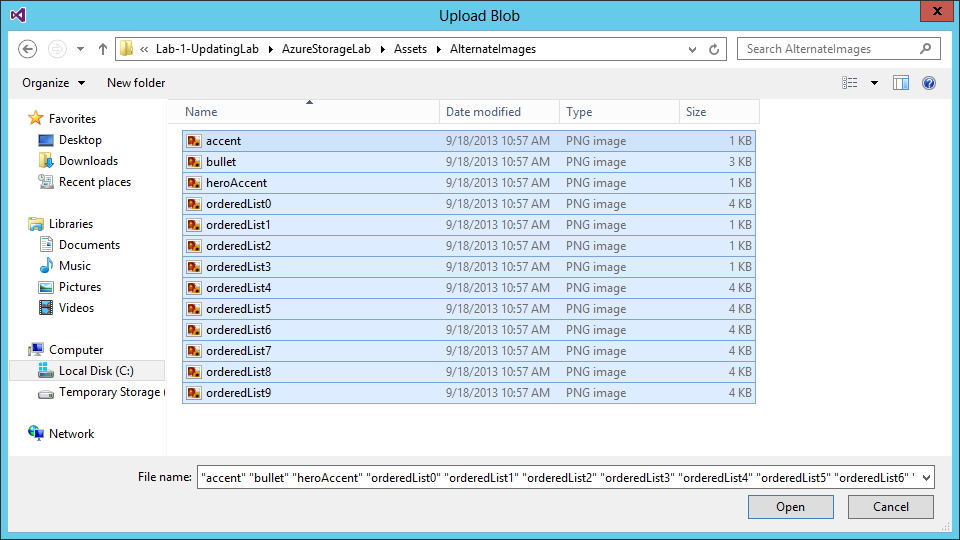 Upload Blob
« Lab-1-UpdatingLab AzureStorageLab Assets AlternateImages Search AlternateImages
Organize New folder
Name Date modified Type Size
Favorites
Desktop
Downloads
Recent places
Libraries
Documents
Music
Pictures
Videos
Computer
Local Disk (C:)
Temporary Storage (
Network
accent 9/18/2013 10:57 AM PNG image 1 KB
bullet 9/18/2013 10:57 AM PNG image 3 KB
heroAccent 9/18/2013 10:57 AM PNG image 1 KB
orderedList0 9/18/2013 10:57 AM PNG image 4 KB
orderedList1 9/18/2013 10:57 AM PNG image 1 KB
orderedList2 9/18/2013 10:57 AM PNG image 1 KB
orderedList3 9/18/2013 10:57 AM PNG image 1 KB
orderedList4 9/18/2013 10:57 AM PNG image 4 KB
orderedList5 9/18/2013 10:57 AM PNG image 4 KB
orderedList6 9/18/2013 10:57 AM PNG image 4 KB
orderedList7 9/18/2013 10:57 AM PNG image 4 KB
orderedList8 9/18/2013 10:57 AM PNG image 4 KB
orderedList9 9/18/2013 10:57 AM PNG image 4 KB
File name: "accent" "bullet" "heroAccent" "orderedList0" "orderedList1" "orderedList2" "orderedList3" "orderedList4" "orderedList5" "orderedList6" "
Open Cancel